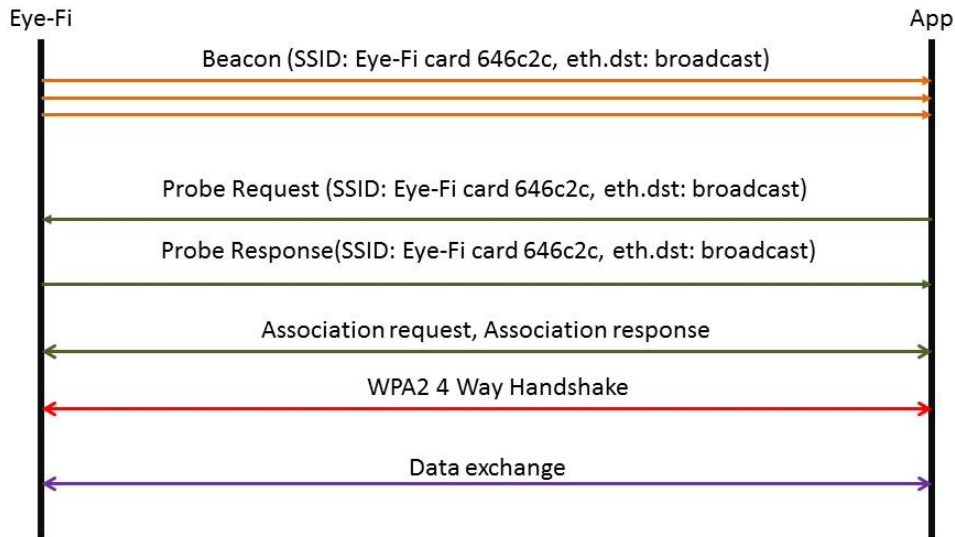 Eye-Fi
App
Beacon (SSID: Eye-Fi card 646c2c, eth.dst: broadcast)
Probe Request (SSID: Eye-Fi card 646c2c, eth.dst: broadcast)
Probe Response(SSID: Eye-Fi card 646c2c, eth.dst: broadcast)
Association request, Association response
WPA2 4 Way Handshake
Data exchange